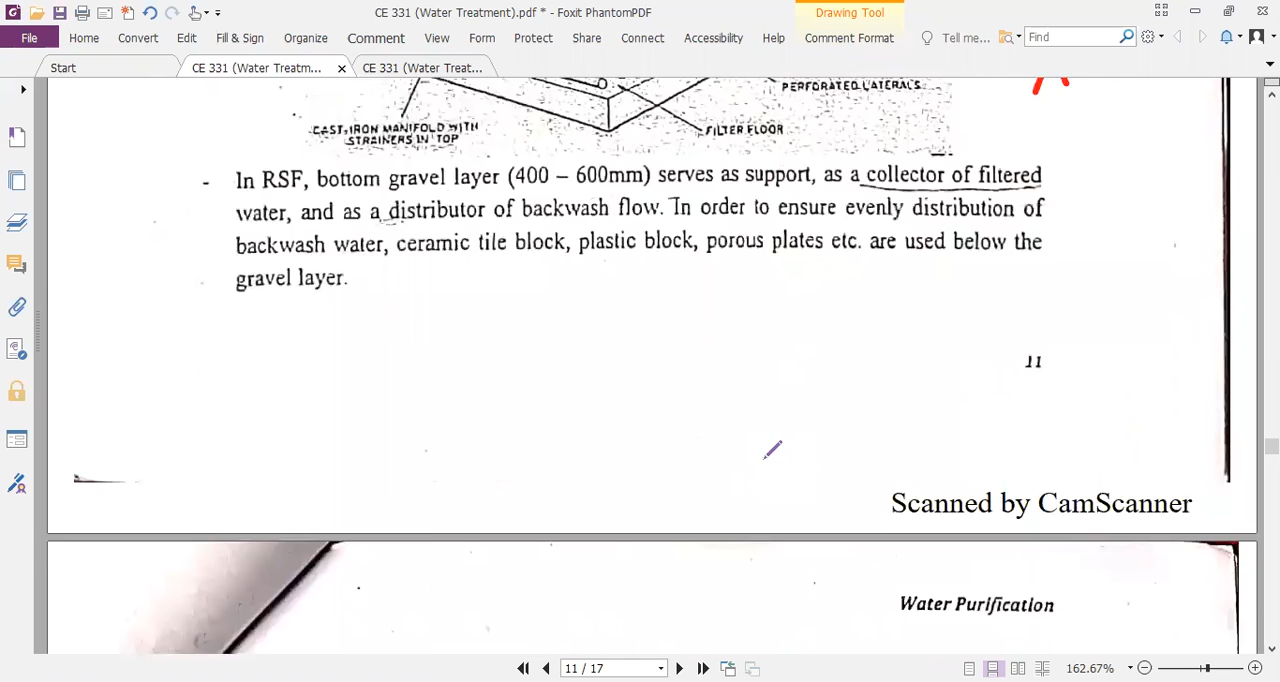 CE 331 (Water Treatment).pdf * - Foxit PhantomPDF
Drawing Tool
File Home Convert Edit Fill & Sign Organize Comment View Form Protect Share Connect Accessibility Help Comment Format Tell me... Find
Start CE 331 (Water Treatm... CE 331 (Water Treat...
PERFORATED LATERALS
CAST IRON MANIFOLD WITH
STRAINERS IN TOP
FILTER FLOOR
- In RSF, bottom gravel layer (400 – 600mm) serves as support, as a collector of filtered
water, and as a distributor of backwash flow. In order to ensure evenly distribution of
backwash water, ceramic tile block, plastic block, porous plates etc. are used below the
gravel layer.
11
Scanned by CamScanner
Water Purification
11 / 17
162.67%